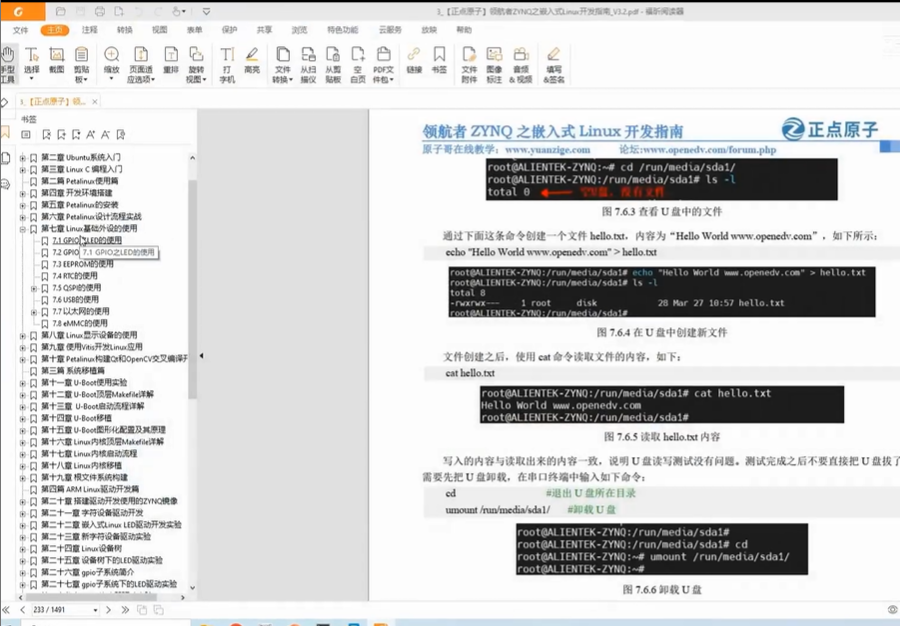 3_【正点原子】领航者ZYNQ之嵌入式Linux开发指南_V3.2.pdf - 福昕阅读器
文件 主页 注释 转换 视图 表单 保护 共享 浏览 特色功能 云服务 放映 帮助
手型工具 选择 截图 剪贴板 缩放 页面适应选项 重排 旋转视图 打字机 高亮 文件转换 从扫描仪 从剪贴板 空白页 PDF文件包 链接 书签 文件附件 图像标注 音频&视频 填写&签名
3_【正点原子】领...
书签
第二章 Ubuntu系统入门
第三章 Linux C 编程入门
第二篇 Petalinux使用篇
第四章 开发环境搭建
第五章 Petalinux的安装
第六章 Petalinux设计流程实战
第七章 Linux基础外设的使用
7.1 GPIO之LED的使用
7.2 GPIO
7.1 GPIO之LED的使用
7.3 EEPROM的使用
7.4 RTC的使用
7.5 QSPI的使用
7.6 USB的使用
7.7 以太网的使用
7.8 eMMC的使用
第八章 Linux显示设备的使用
第九章 使用Vitis开发Linux应用
第十章 Petalinux构建Qt和OpenCV交叉编译开
第三篇 系统移植篇
第十一章 U-Boot使用实验
第十二章 U-Boot顶层Makefile详解
第十三章 U-Boot启动流程详解
第十四章 U-Boot移植
第十五章 U-Boot图形化配置及其原理
第十六章 Linux内核顶层Makefile详解
第十七章 Linux内核启动流程
第十八章 Linux内核移植
第十九章 根文件系统构建
第四篇 ARM Linux驱动开发篇
第二十章 搭建驱动开发使用的ZYNQ镜像
第二十一章 字符设备驱动开发
第二十二章 嵌入式Linux LED驱动开发实验
第二十三章 新字符设备驱动实验
第二十四章 Linux设备树
第二十五章 设备树下的LED驱动实验
第二十六章 gpio子系统简介
第二十七章 gpio子系统下的LED驱动实验
233 / 1491
领航者 ZYNQ 之嵌入式 Linux 开发指南
正点原子
原子哥在线教学：www.yuanzige.com 论坛:www.openedv.com/forum.php
root@ALIENTEK-ZYNQ:~# cd /run/media/sda1/
root@ALIENTEK-ZYNQ:/run/media/sda1# ls -l
total 0 空U盘，没有文件
图 7.6.3 查看 U 盘中的文件
通过下面这条命令创建一个文件 hello.txt，内容为“Hello World www.openedv.com”，如下所示：
echo "Hello World www.openedv.com" > hello.txt
root@ALIENTEK-ZYNQ:/run/media/sda1# echo "Hello World www.openedv.com" > hello.txt
root@ALIENTEK-ZYNQ:/run/media/sda1# ls -l
total 8
-rwxrwx--- 1 root disk 28 Mar 27 10:57 hello.txt
root@ALIENTEK-ZYNQ:/run/media/sda1#
图 7.6.4 在 U 盘中创建新文件
文件创建之后，使用 cat 命令读取文件的内容，如下：
cat hello.txt
root@ALIENTEK-ZYNQ:/run/media/sda1# cat hello.txt
Hello World www.openedv.com
root@ALIENTEK-ZYNQ:/run/media/sda1#
图 7.6.5 读取 hello.txt 内容
写入的内容与读取出来的内容一致，说明 U 盘读写测试没有问题。测试完成之后不要直接把 U 盘拔了
需要先把 U 盘卸载，在串口终端中输入如下命令：
cd #退出 U 盘所在目录
umount /run/media/sda1/ #卸载 U 盘
root@ALIENTEK-ZYNQ:/run/media/sda1#
root@ALIENTEK-ZYNQ:/run/media/sda1# cd
root@ALIENTEK-ZYNQ:~# umount /run/media/sda1/
root@ALIENTEK-ZYNQ:~#
图 7.6.6 卸载 U 盘